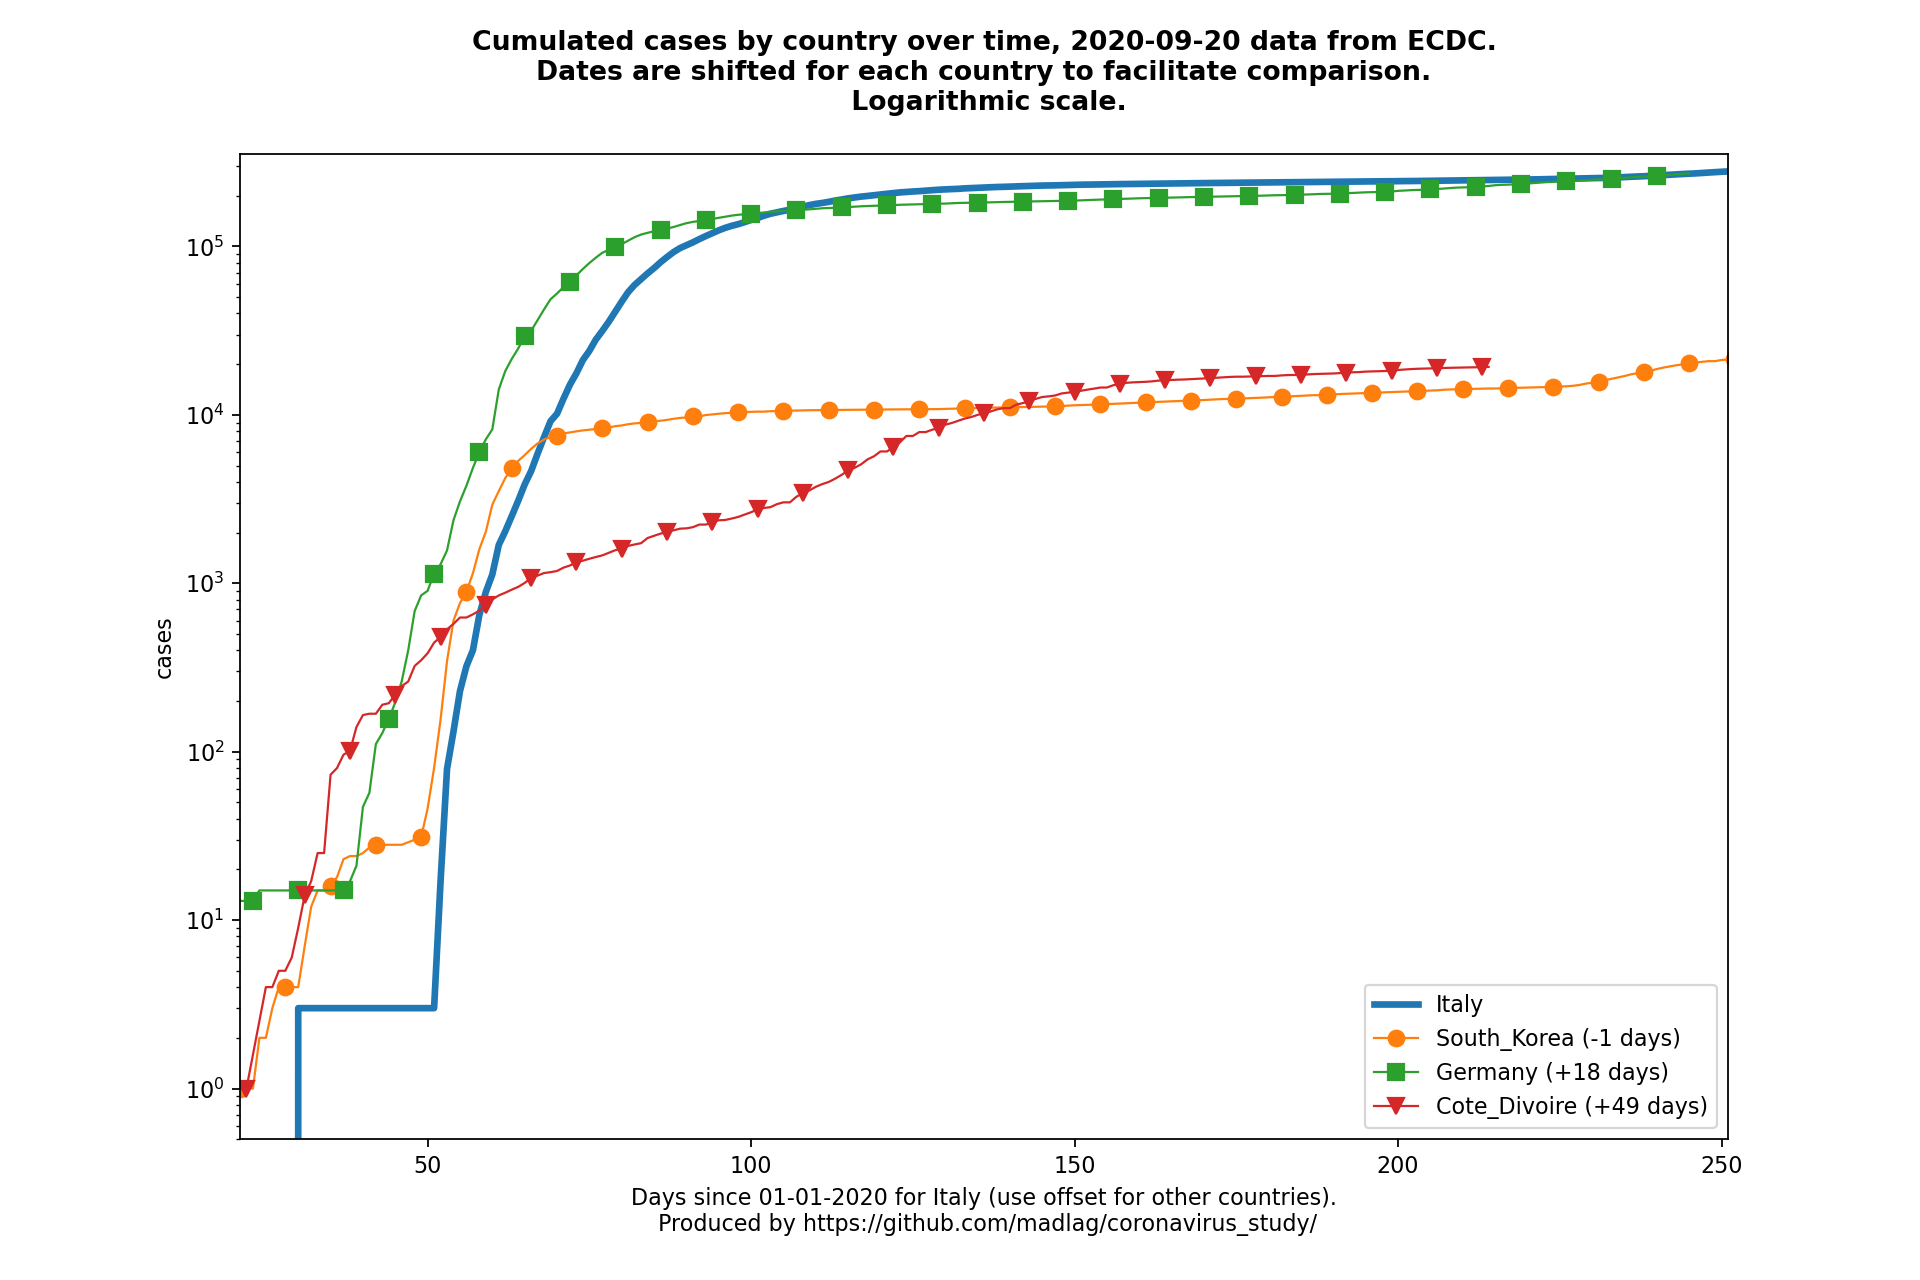 Cumulated cases by country over time, 2020-09-20 data from ECDC.
Dates are shifted for each country to facilitate comparison.
Logarithmic scale.
10^5
10^4
10^3
10^2
10^1
10^0
cases
50
100
150
200
250
Italy
South_Korea (-1 days)
Germany (+18 days)
Cote_Divoire (+49 days)
Days since 01-01-2020 for Italy (use offset for other countries).
Produced by https://github.com/madlag/coronavirus_study/